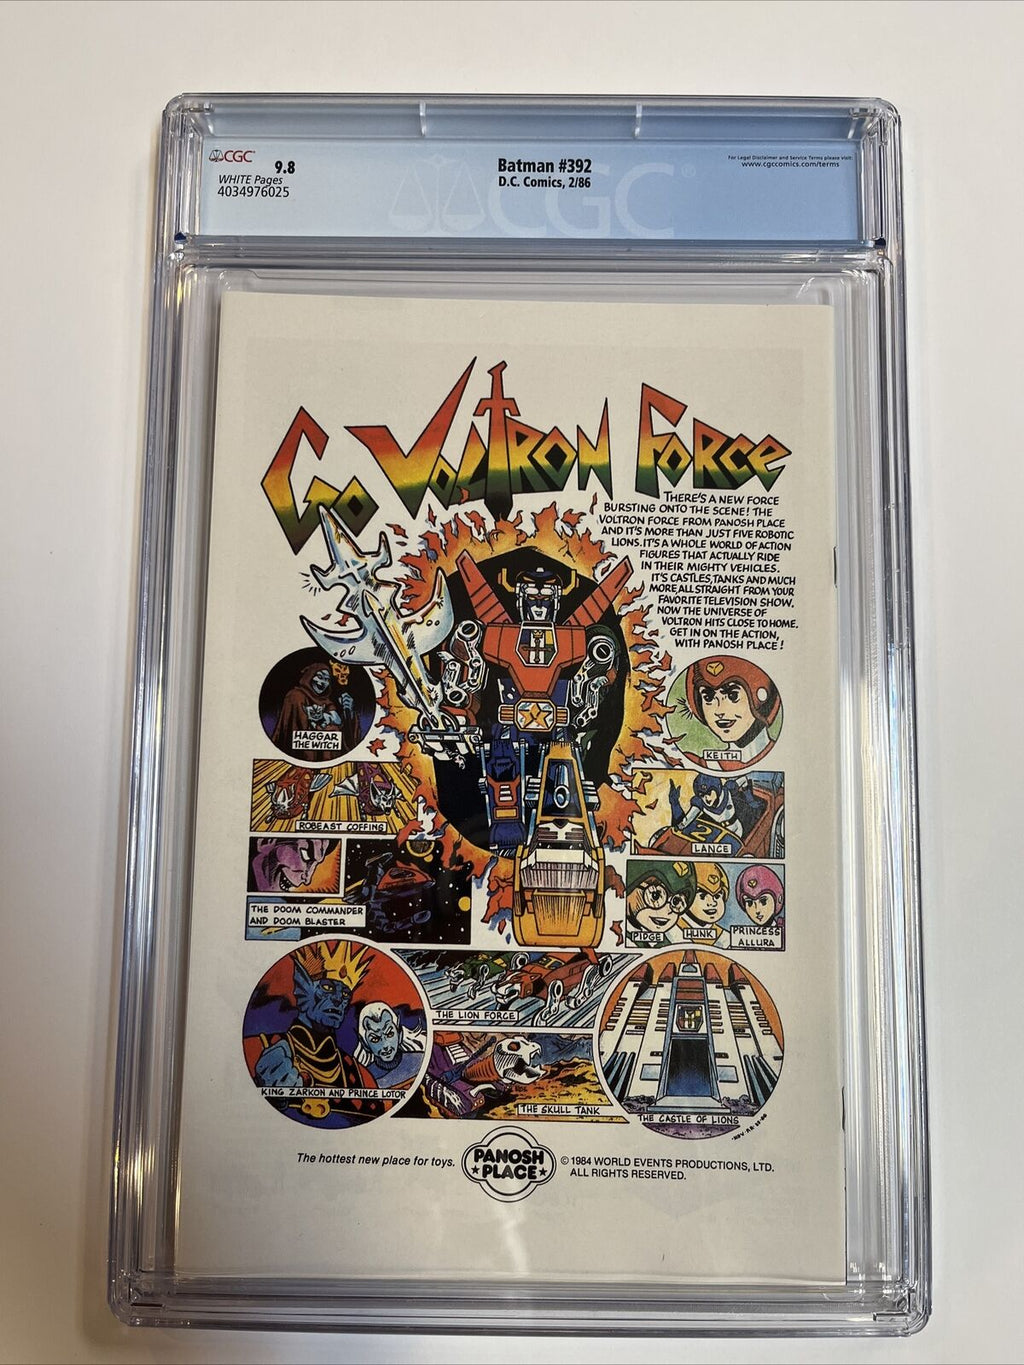 CGC
9.8
WHITE Pages
4034976025
Batman #392
D.C. Comics, 2/86
For Legal Disclaimer and Service Terms please visit:
www.cgccomics.com/terms
CGC
GO VOLTRON FORCE
THERE'S A NEW FORCE
BURSTING ONTO THE SCENE! THE
VOLTRON FORCE FROM PANOSH PLACE
AND IT'S MORE THAN JUST FIVE ROBOTIC
LIONS. IT'S A WHOLE WORLD OF ACTION
FIGURES THAT ACTUALLY RIDE
IN THEIR MIGHTY VEHICLES.
IT'S CASTLES, TANKS AND MUCH
MORE, ALL STRAIGHT FROM YOUR
FAVORITE TELEVISION SHOW.
NOW THE UNIVERSE OF
VOLTRON HITS CLOSE TO HOME.
GET IN ON THE ACTION,
WITH PANOSH PLACE!
HAGGAR
THE WITCH
KEITH
ROBEAST COFFINS
LANCE
THE DOOM COMMANDER
AND DOOM BLASTER
PIDGE
HUNK
PRINCESS
ALLURA
THE LION FORCE
KING ZARKON AND PRINCE LOTOR
THE SKULL TANK
THE CASTLE OF LIONS
The hottest new place for toys.
PANOSH
PLACE
© 1984 WORLD EVENTS PRODUCTIONS, LTD.
ALL RIGHTS RESERVED.